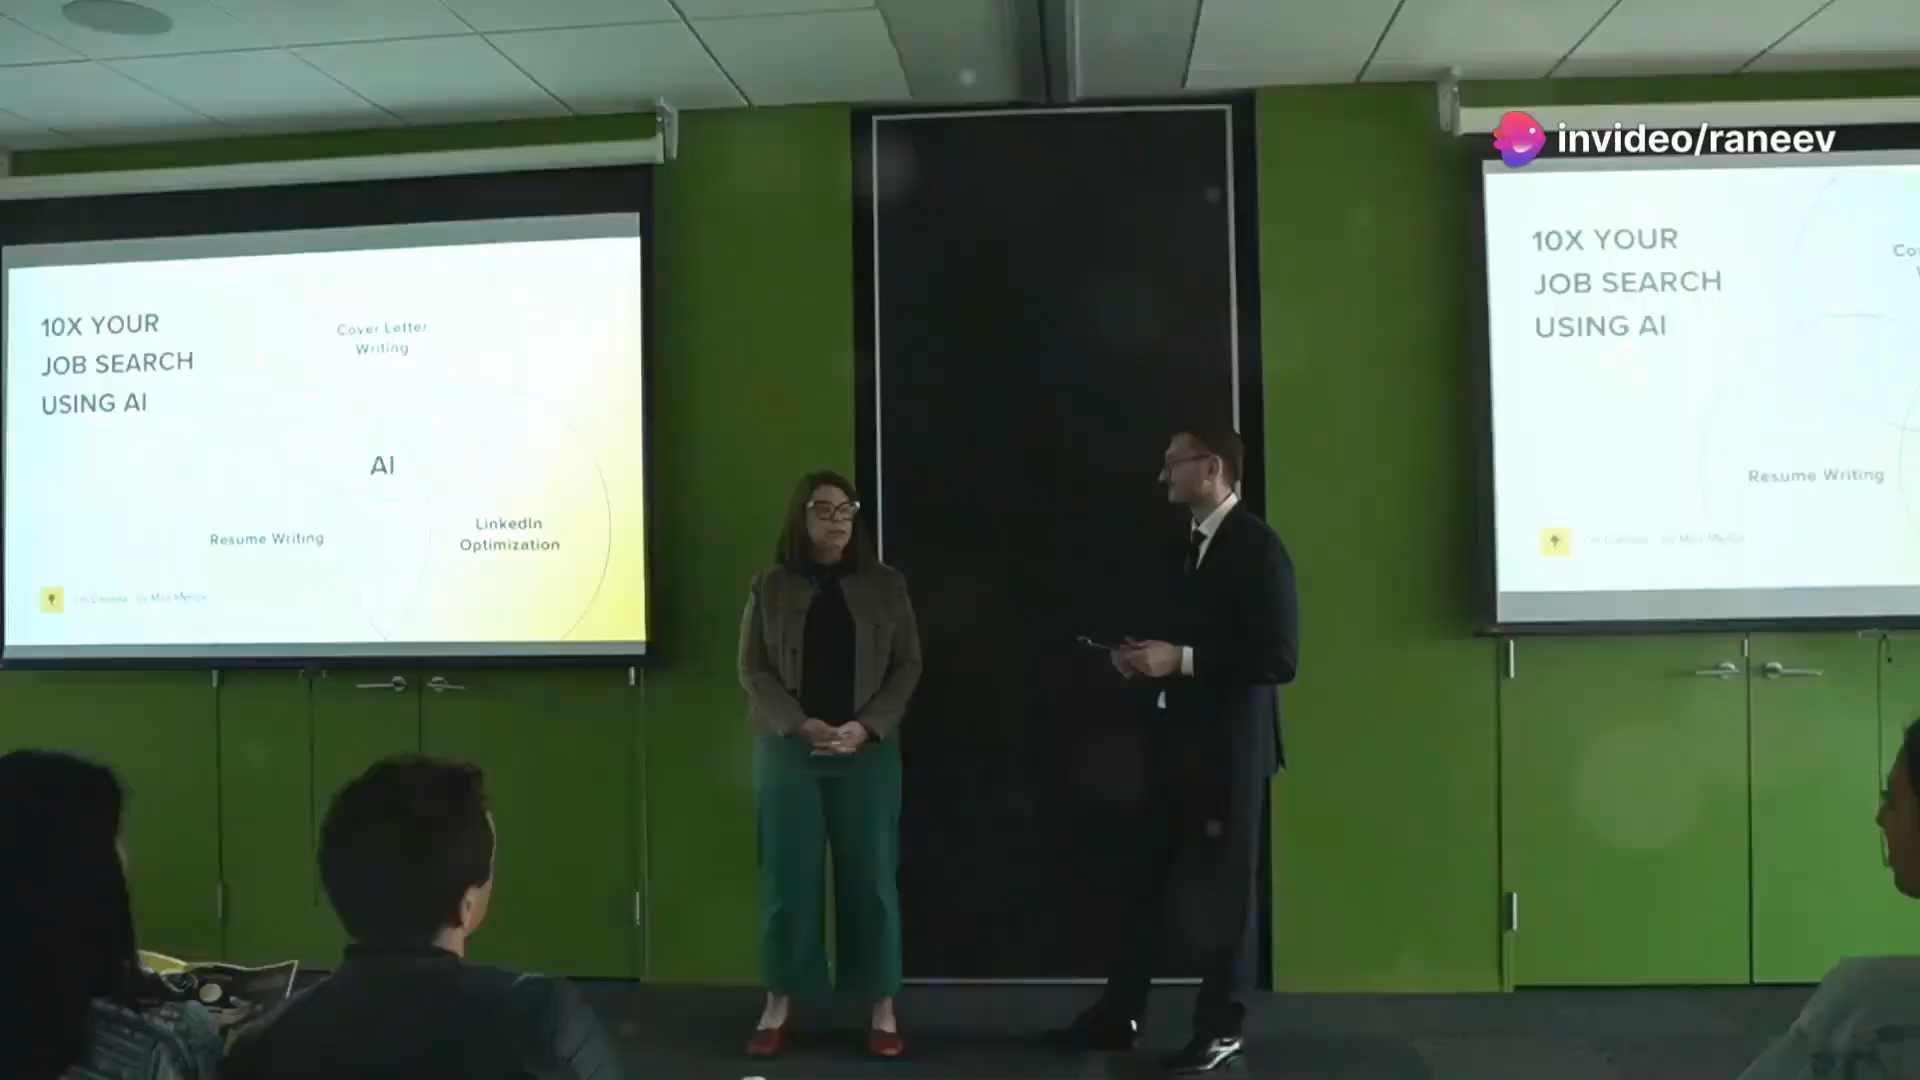 invideo/raneev
10X YOUR
JOB SEARCH
USING AI
Cover Letter
Writing
AI
Resume Writing
LinkedIn
Optimization
10X YOUR
JOB SEARCH
USING AI
Resume Writing